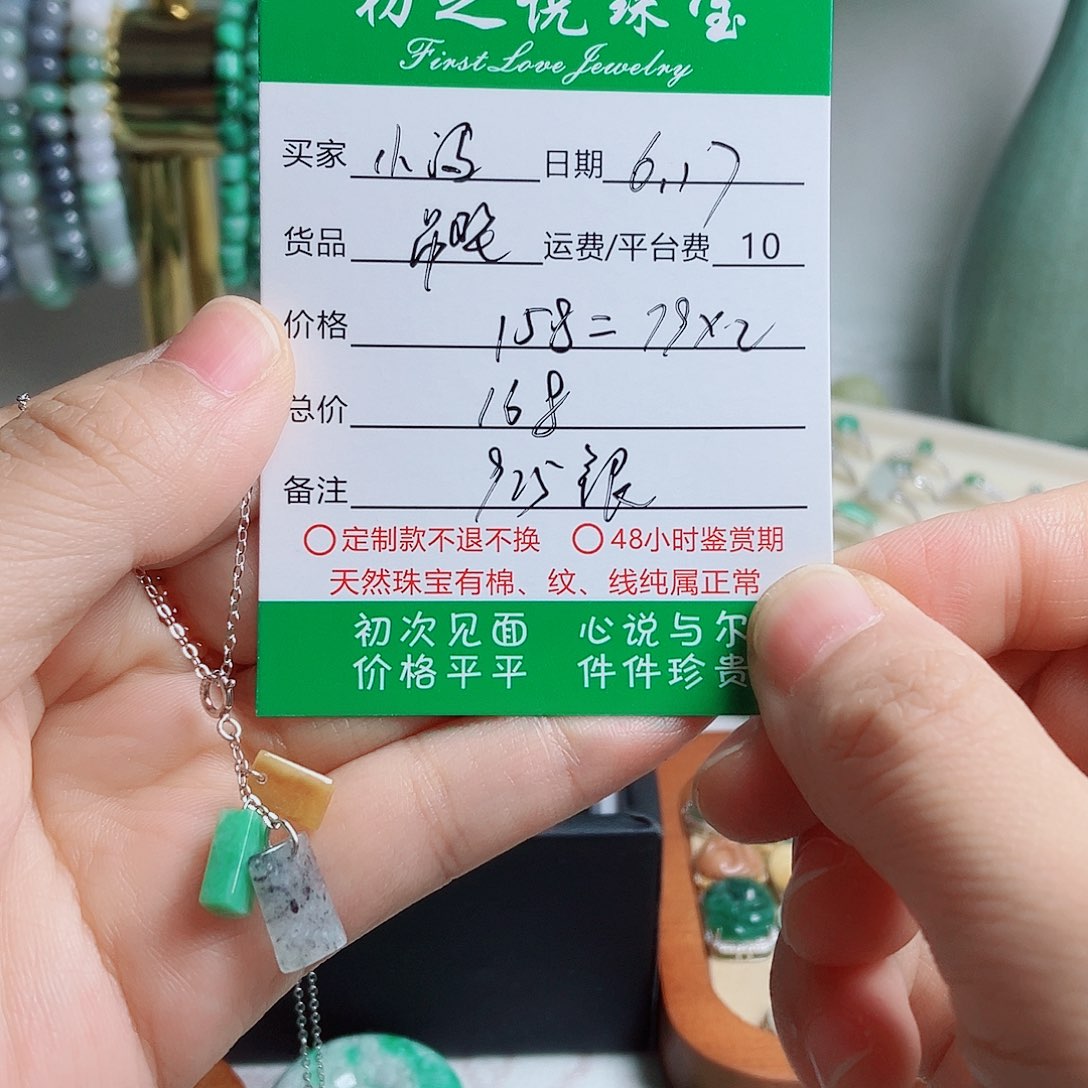 初之悦珠宝
First Love Jewelry
买家 小冯 日期 6.17
货品 吊晚 运费/平台费 10
价格 158=79×2
总价 168
备注 925银
○定制款不退不换 ○48小时鉴赏期
天然珠宝有棉、纹、线纯属正常
初次见面 心说与尔
价格平平 件件珍贵